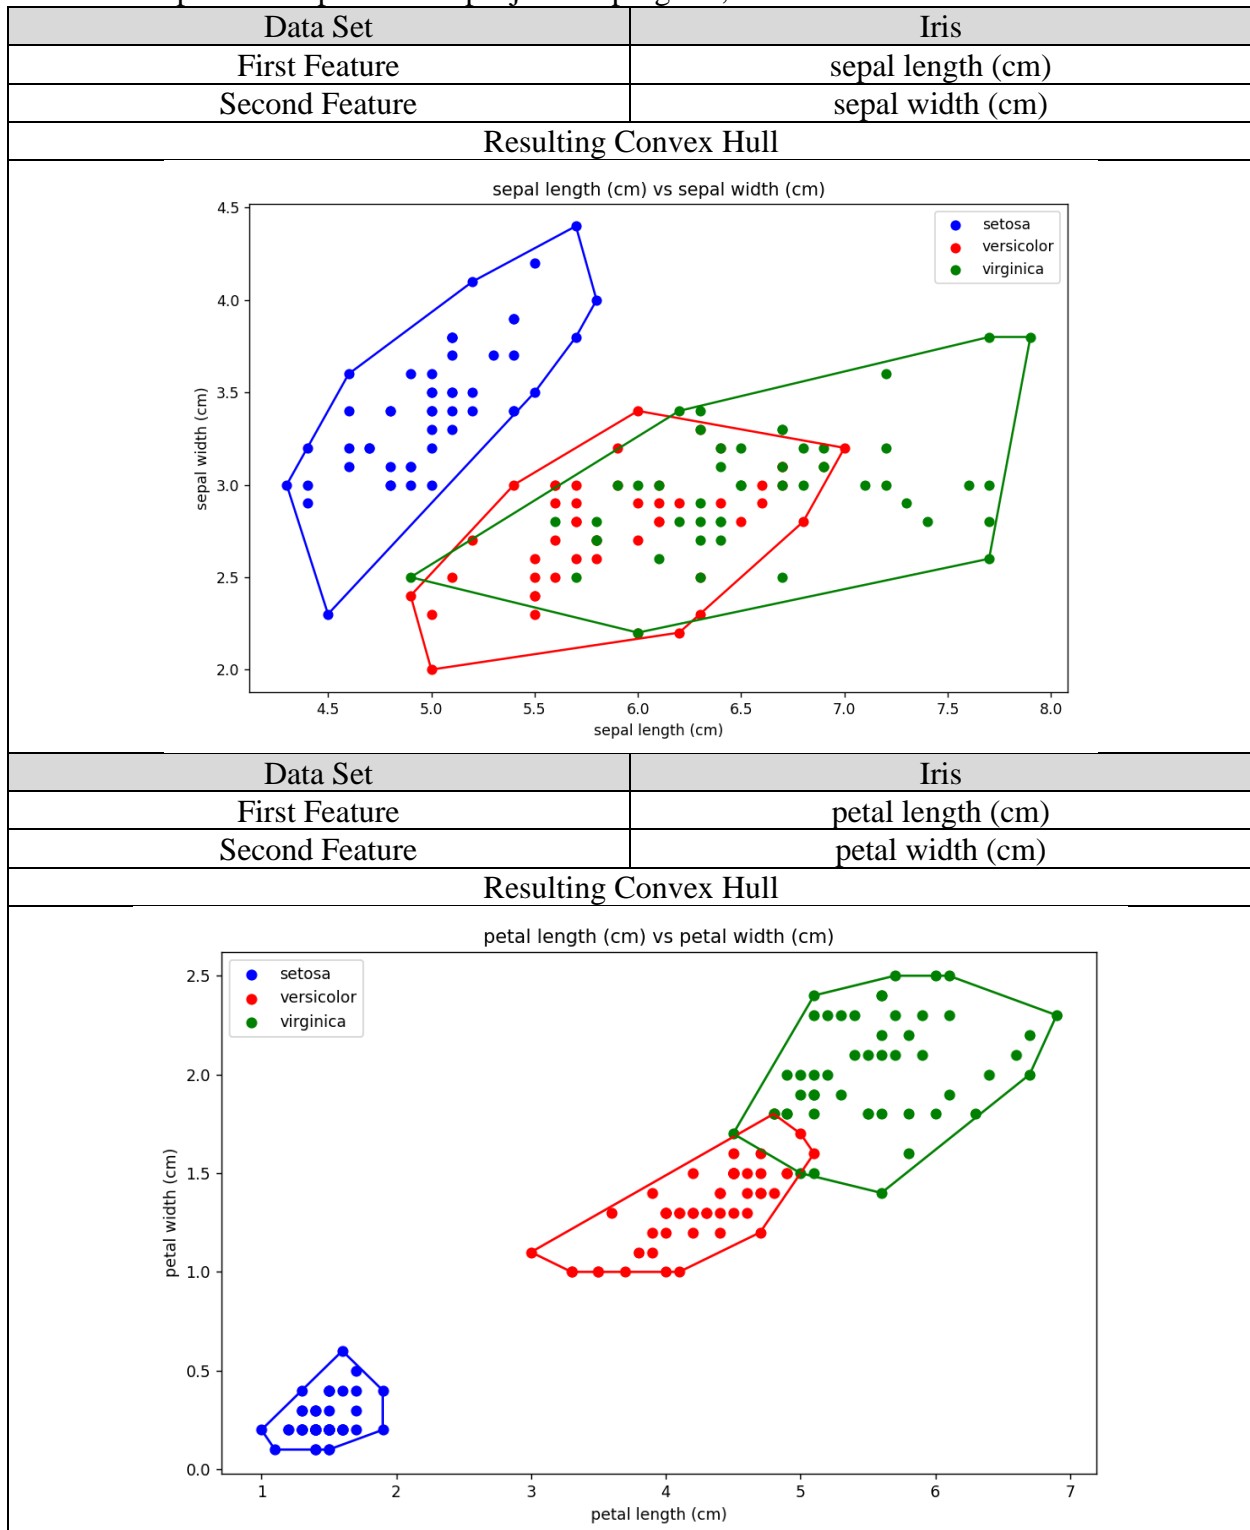 Data Set Iris
First Feature sepal length (cm)
Second Feature sepal width (cm)
Resulting Convex Hull
sepal length (cm) vs sepal width (cm)
setosa
versicolor
virginica
4.5
4.0
3.5
3.0
2.5
2.0
sepal width (cm)
4.5 5.0 5.5 6.0 6.5 7.0 7.5 8.0
sepal length (cm)
Data Set Iris
First Feature petal length (cm)
Second Feature petal width (cm)
Resulting Convex Hull
petal length (cm) vs petal width (cm)
setosa
versicolor
virginica
2.5
2.0
1.5
1.0
0.5
0.0
petal width (cm)
1 2 3 4 5 6 7
petal length (cm)